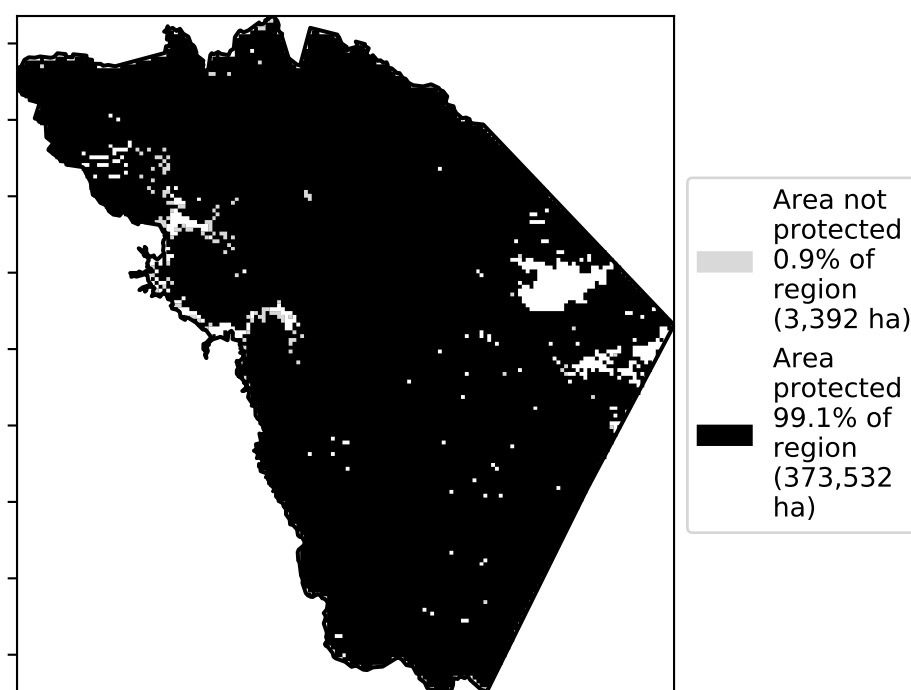 Area not
protected
0.9% of
region
(3,392 ha)
Area
protected
99.1% of
region
(373,532
ha)